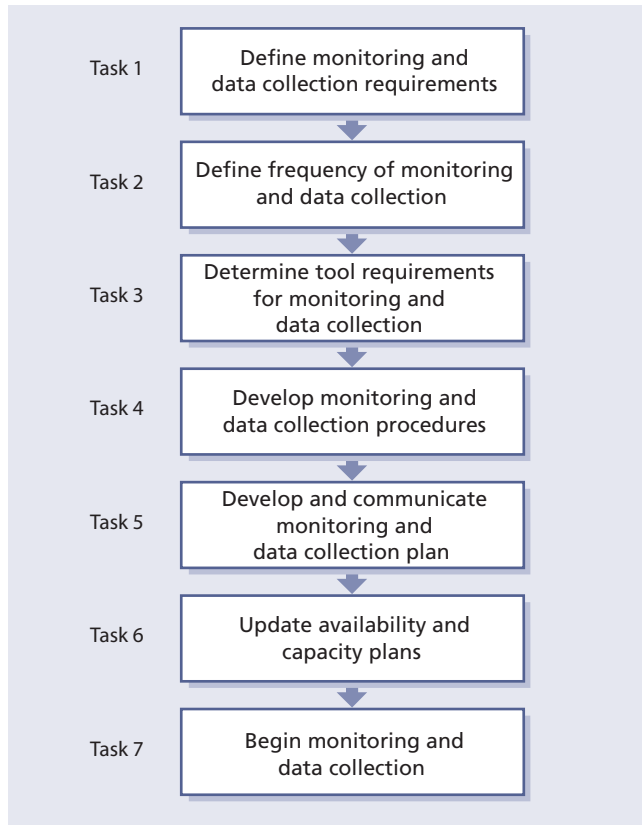 Task 1
Define monitoring and
data collection requirements
Task 2
Define frequency of monitoring
and data collection
Task 3
Determine tool requirements
for monitoring and
data collection
Task 4
Develop monitoring and
data collection procedures
Task 5
Develop and communicate
monitoring and
data collection plan
Task 6
Update availability and
capacity plans
Task 7
Begin monitoring and
data collection